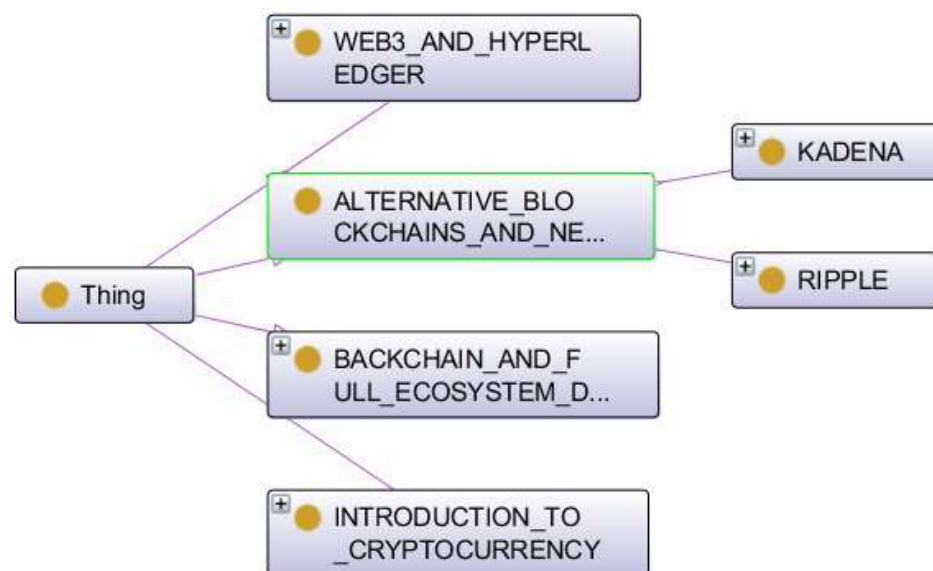 WEB3_AND_HYPERL
EDGER
KADENA
ALTERNATIVE_BLO
CKCHAINS_AND_NE...
RIPPLE
Thing
BACKCHAIN_AND_F
ULL_ECOSYSTEM_D...
INTRODUCTION_TO
_CRYPTOCURRENCY